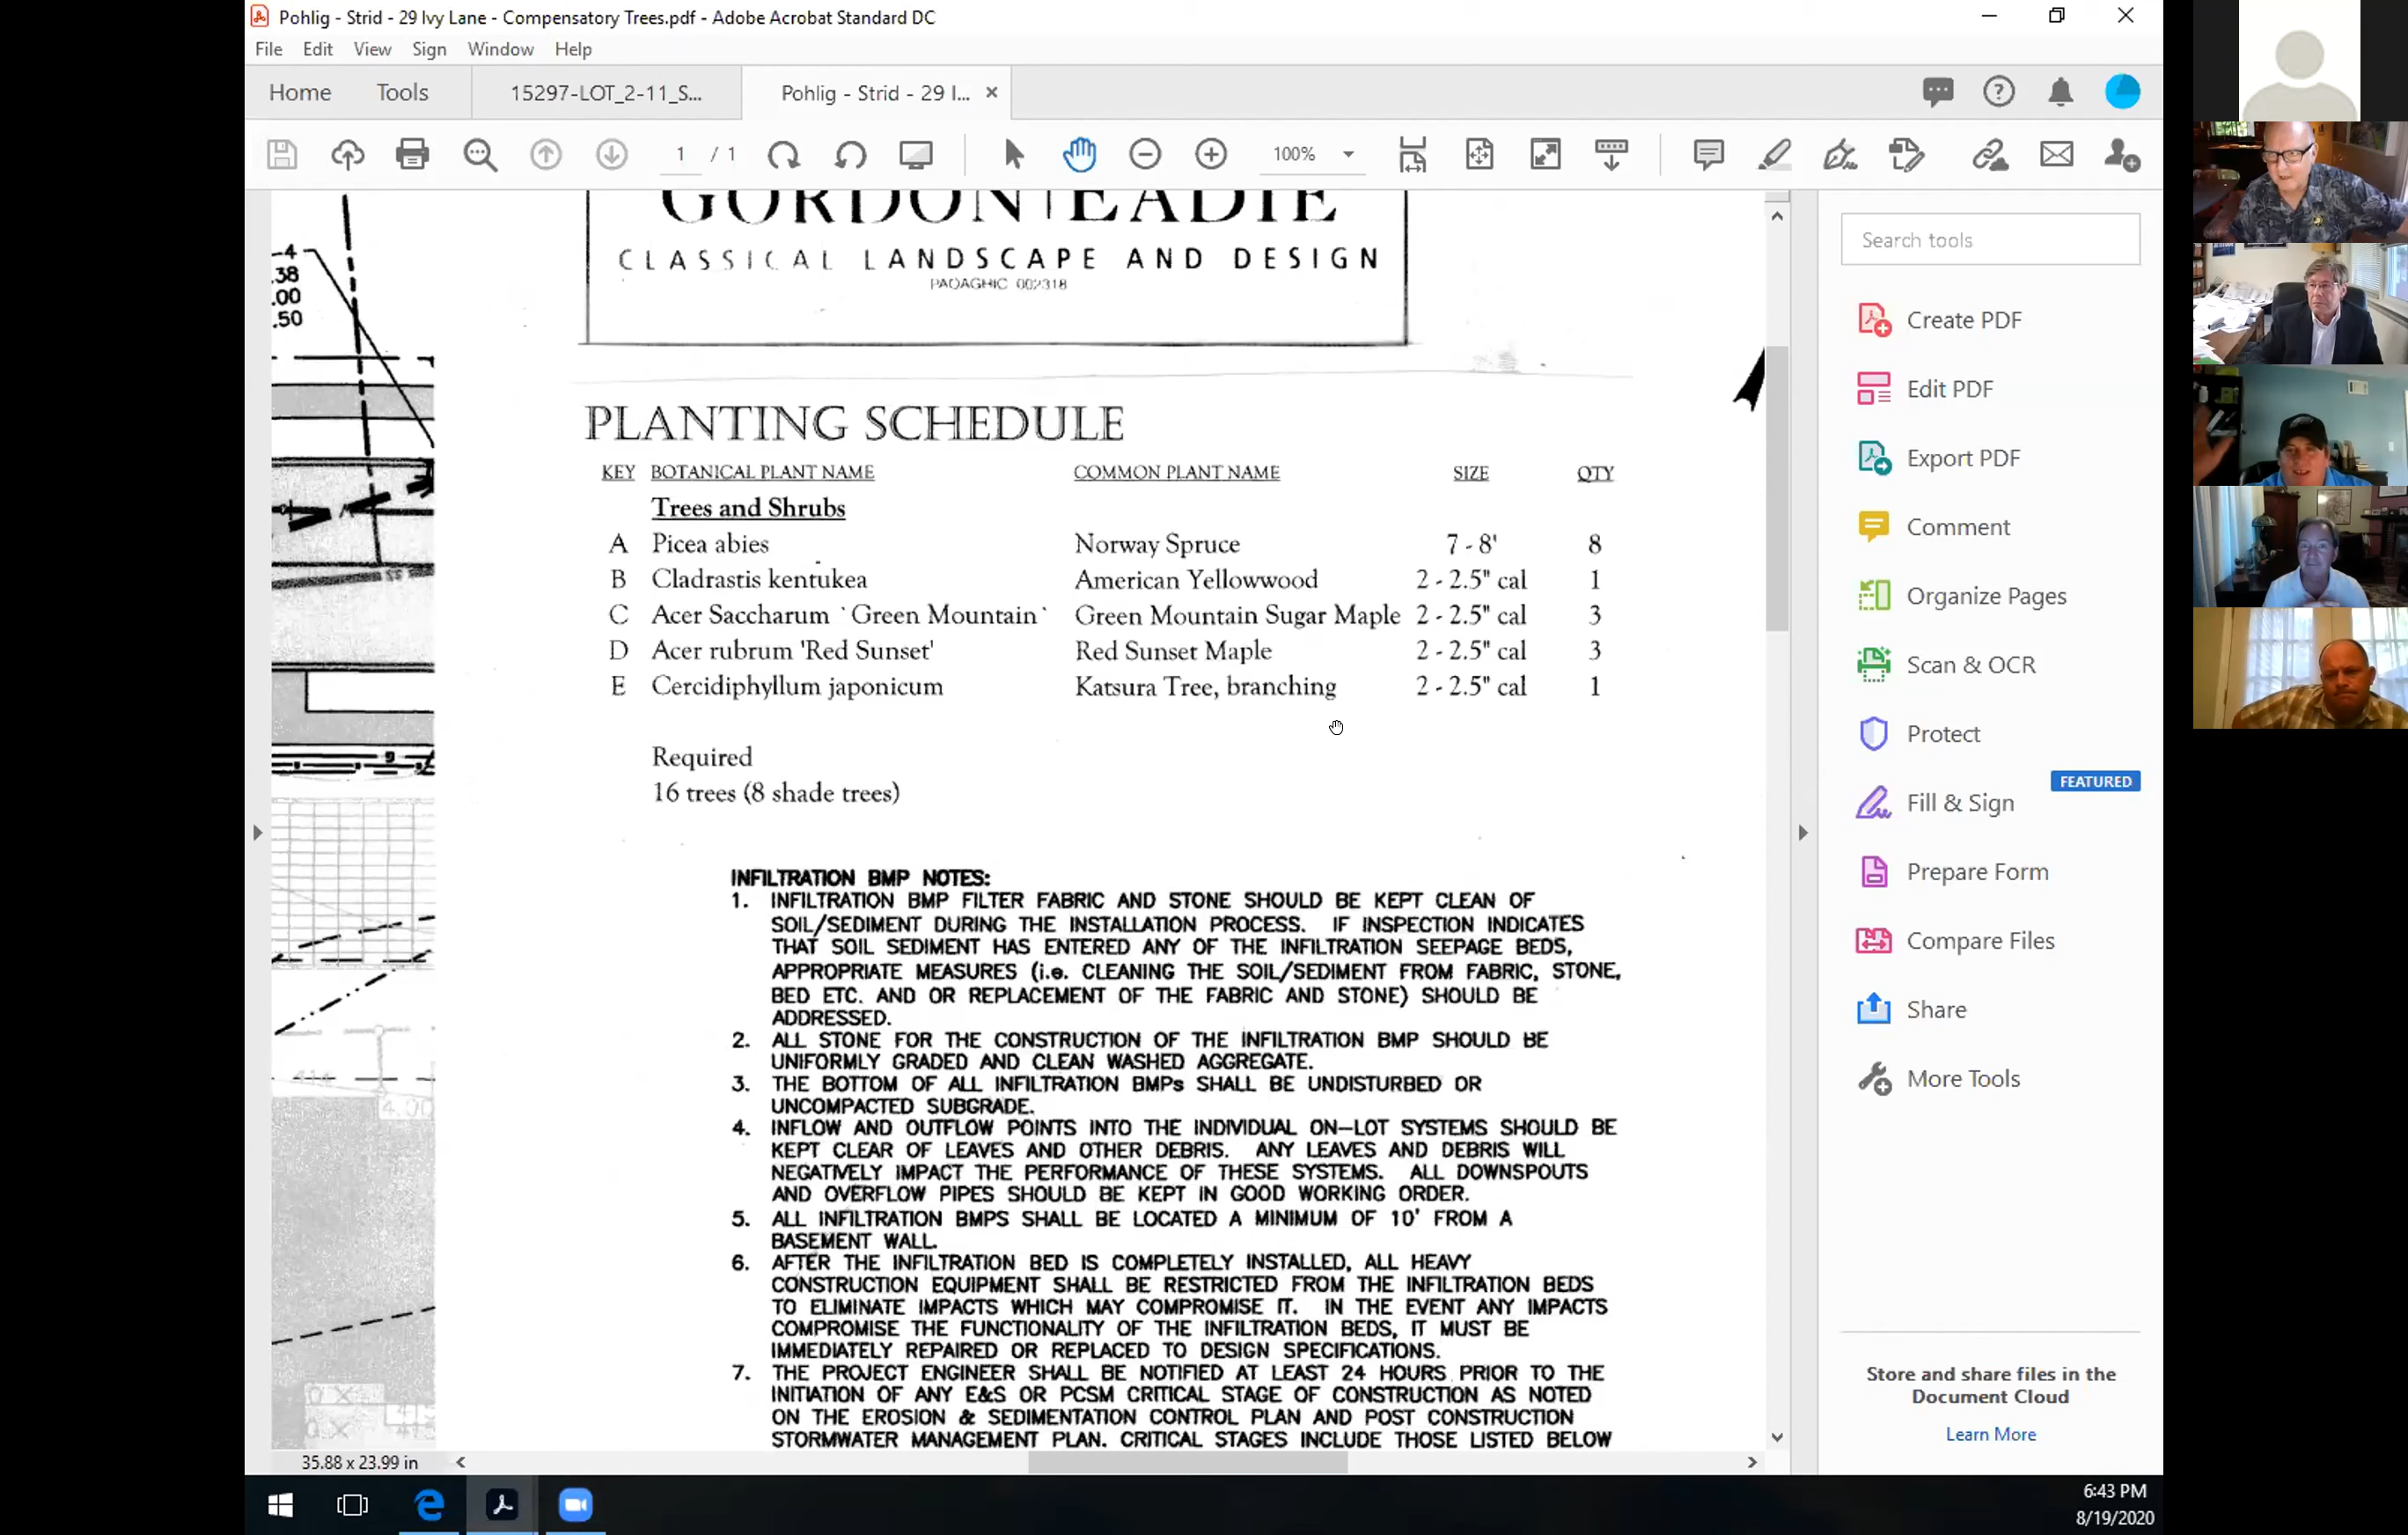 Pohlig - Strid - 29 Ivy Lane - Compensatory Trees.pdf - Adobe Acrobat Standard DC
File Edit View Sign Window Help
Home Tools 15297-LOT_2-11_S... Pohlig - Strid - 29 I...
1 / 1 100%
GORDON EADIE
CLASSICAL LANDSCAPE AND DESIGN
002318
-4
.38
.00
.50
PLANTING SCHEDULE
KEY BOTANICAL PLANT NAME COMMON PLANT NAME SIZE QTY
Trees and Shrubs
A Picea abies Norway Spruce 7 - 8' 8
B Cladrastis kentukea American Yellowwood 2 - 2.5" cal 1
C Acer Saccharum `Green Mountain` Green Mountain Sugar Maple 2 - 2.5" cal 3
D Acer rubrum 'Red Sunset' Red Sunset Maple 2 - 2.5" cal 3
E Cercidiphyllum japonicum Katsura Tree, branching 2 - 2.5" cal 1
Required
16 trees (8 shade trees)
INFILTRATION BMP NOTES:
1. INFILTRATION BMP FILTER FABRIC AND STONE SHOULD BE KEPT CLEAN OF
SOIL/SEDIMENT DURING THE INSTALLATION PROCESS. IF INSPECTION INDICATES
THAT SOIL SEDIMENT HAS ENTERED ANY OF THE INFILTRATION SEEPAGE BEDS,
APPROPRIATE MEASURES (i.e. CLEANING THE SOIL/SEDIMENT FROM FABRIC, STONE,
BED ETC. AND OR REPLACEMENT OF THE FABRIC AND STONE) SHOULD BE
ADDRESSED.
2. ALL STONE FOR THE CONSTRUCTION OF THE INFILTRATION BMP SHOULD BE
UNIFORMLY GRADED AND CLEAN WASHED AGGREGATE.
3. THE BOTTOM OF ALL INFILTRATION BMPs SHALL BE UNDISTURBED OR
UNCOMPACTED SUBGRADE.
4. INFLOW AND OUTFLOW POINTS INTO THE INDIVIDUAL ON-LOT SYSTEMS SHOULD BE
KEPT CLEAR OF LEAVES AND OTHER DEBRIS. ANY LEAVES AND DEBRIS WILL
NEGATIVELY IMPACT THE PERFORMANCE OF THESE SYSTEMS. ALL DOWNSPOUTS
AND OVERFLOW PIPES SHOULD BE KEPT IN GOOD WORKING ORDER.
5. ALL INFILTRATION BMPS SHALL BE LOCATED A MINIMUM OF 10' FROM A
BASEMENT WALL.
6. AFTER THE INFILTRATION BED IS COMPLETELY INSTALLED, ALL HEAVY
CONSTRUCTION EQUIPMENT SHALL BE RESTRICTED FROM THE INFILTRATION BEDS
TO ELIMINATE IMPACTS WHICH MAY COMPROMISE IT. IN THE EVENT ANY IMPACTS
COMPROMISE THE FUNCTIONALITY OF THE INFILTRATION BEDS, IT MUST BE
IMMEDIATELY REPAIRED OR REPLACED TO DESIGN SPECIFICATIONS.
7. THE PROJECT ENGINEER SHALL BE NOTIFIED AT LEAST 24 HOURS PRIOR TO THE
INITIATION OF ANY E&S OR PCSM CRITICAL STAGE OF CONSTRUCTION AS NOTED
ON THE EROSION & SEDIMENTATION CONTROL PLAN AND POST CONSTRUCTION
STORMWATER MANAGEMENT PLAN. CRITICAL STAGES INCLUDE THOSE LISTED BELOW
414
4.00
35.88 x 23.99 in
Search tools
Create PDF
Edit PDF
Export PDF
Comment
Organize Pages
Scan & OCR
Protect
FEATURED
Fill & Sign
Prepare Form
Compare Files
Share
More Tools
Store and share files in the
Document Cloud
Learn More
6:43 PM
8/19/2020